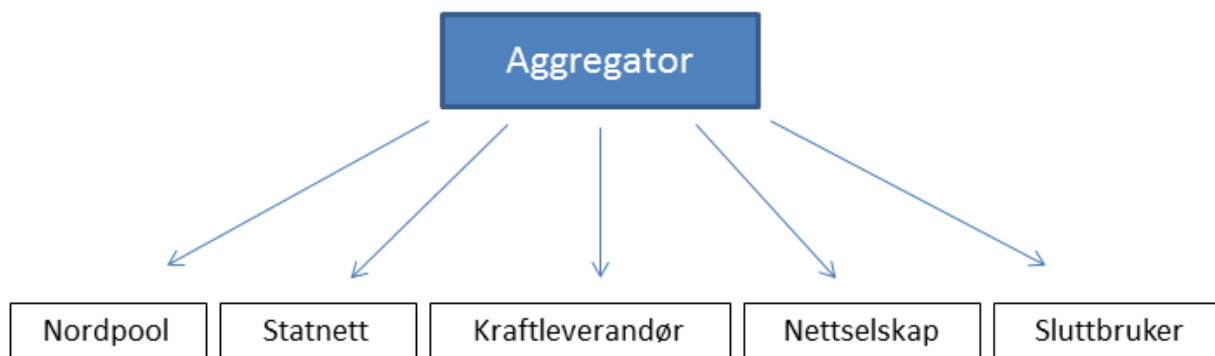 Aggregator
Nordpool
Statnett
Kraftleverandør
Nettselskap
Sluttbruker